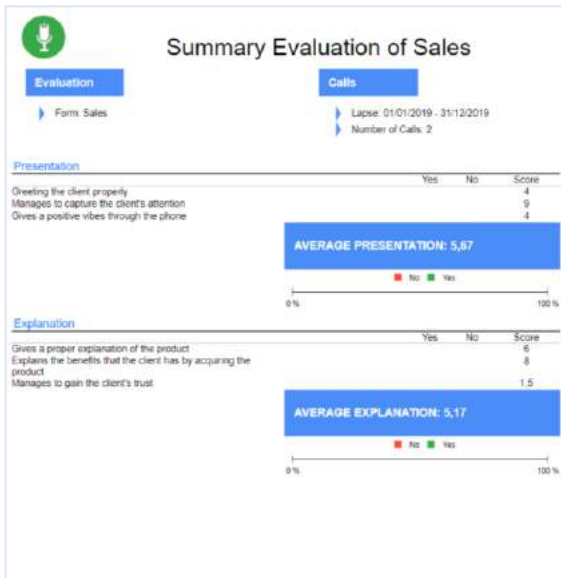 Summary Evaluation of Sales
Evaluation
Calls
Form: Sales
Lapse: 01/01/2019 - 31/12/2019
Number of Calls: 2
Presentation
Yes No Score
Greeting the client properly 4
Manages to capture the client's attention 9
Gives a positive vibes through the phone 4
AVERAGE PRESENTATION: 5,67
No Yes
0 % 100 %
Explanation
Yes No Score
Gives a proper explanation of the product 6
Explains the benefits that the client has by acquiring the 8
product
Manages to gain the client's trust 1.5
AVERAGE EXPLANATION: 5,17
No Yes
0 % 100 %